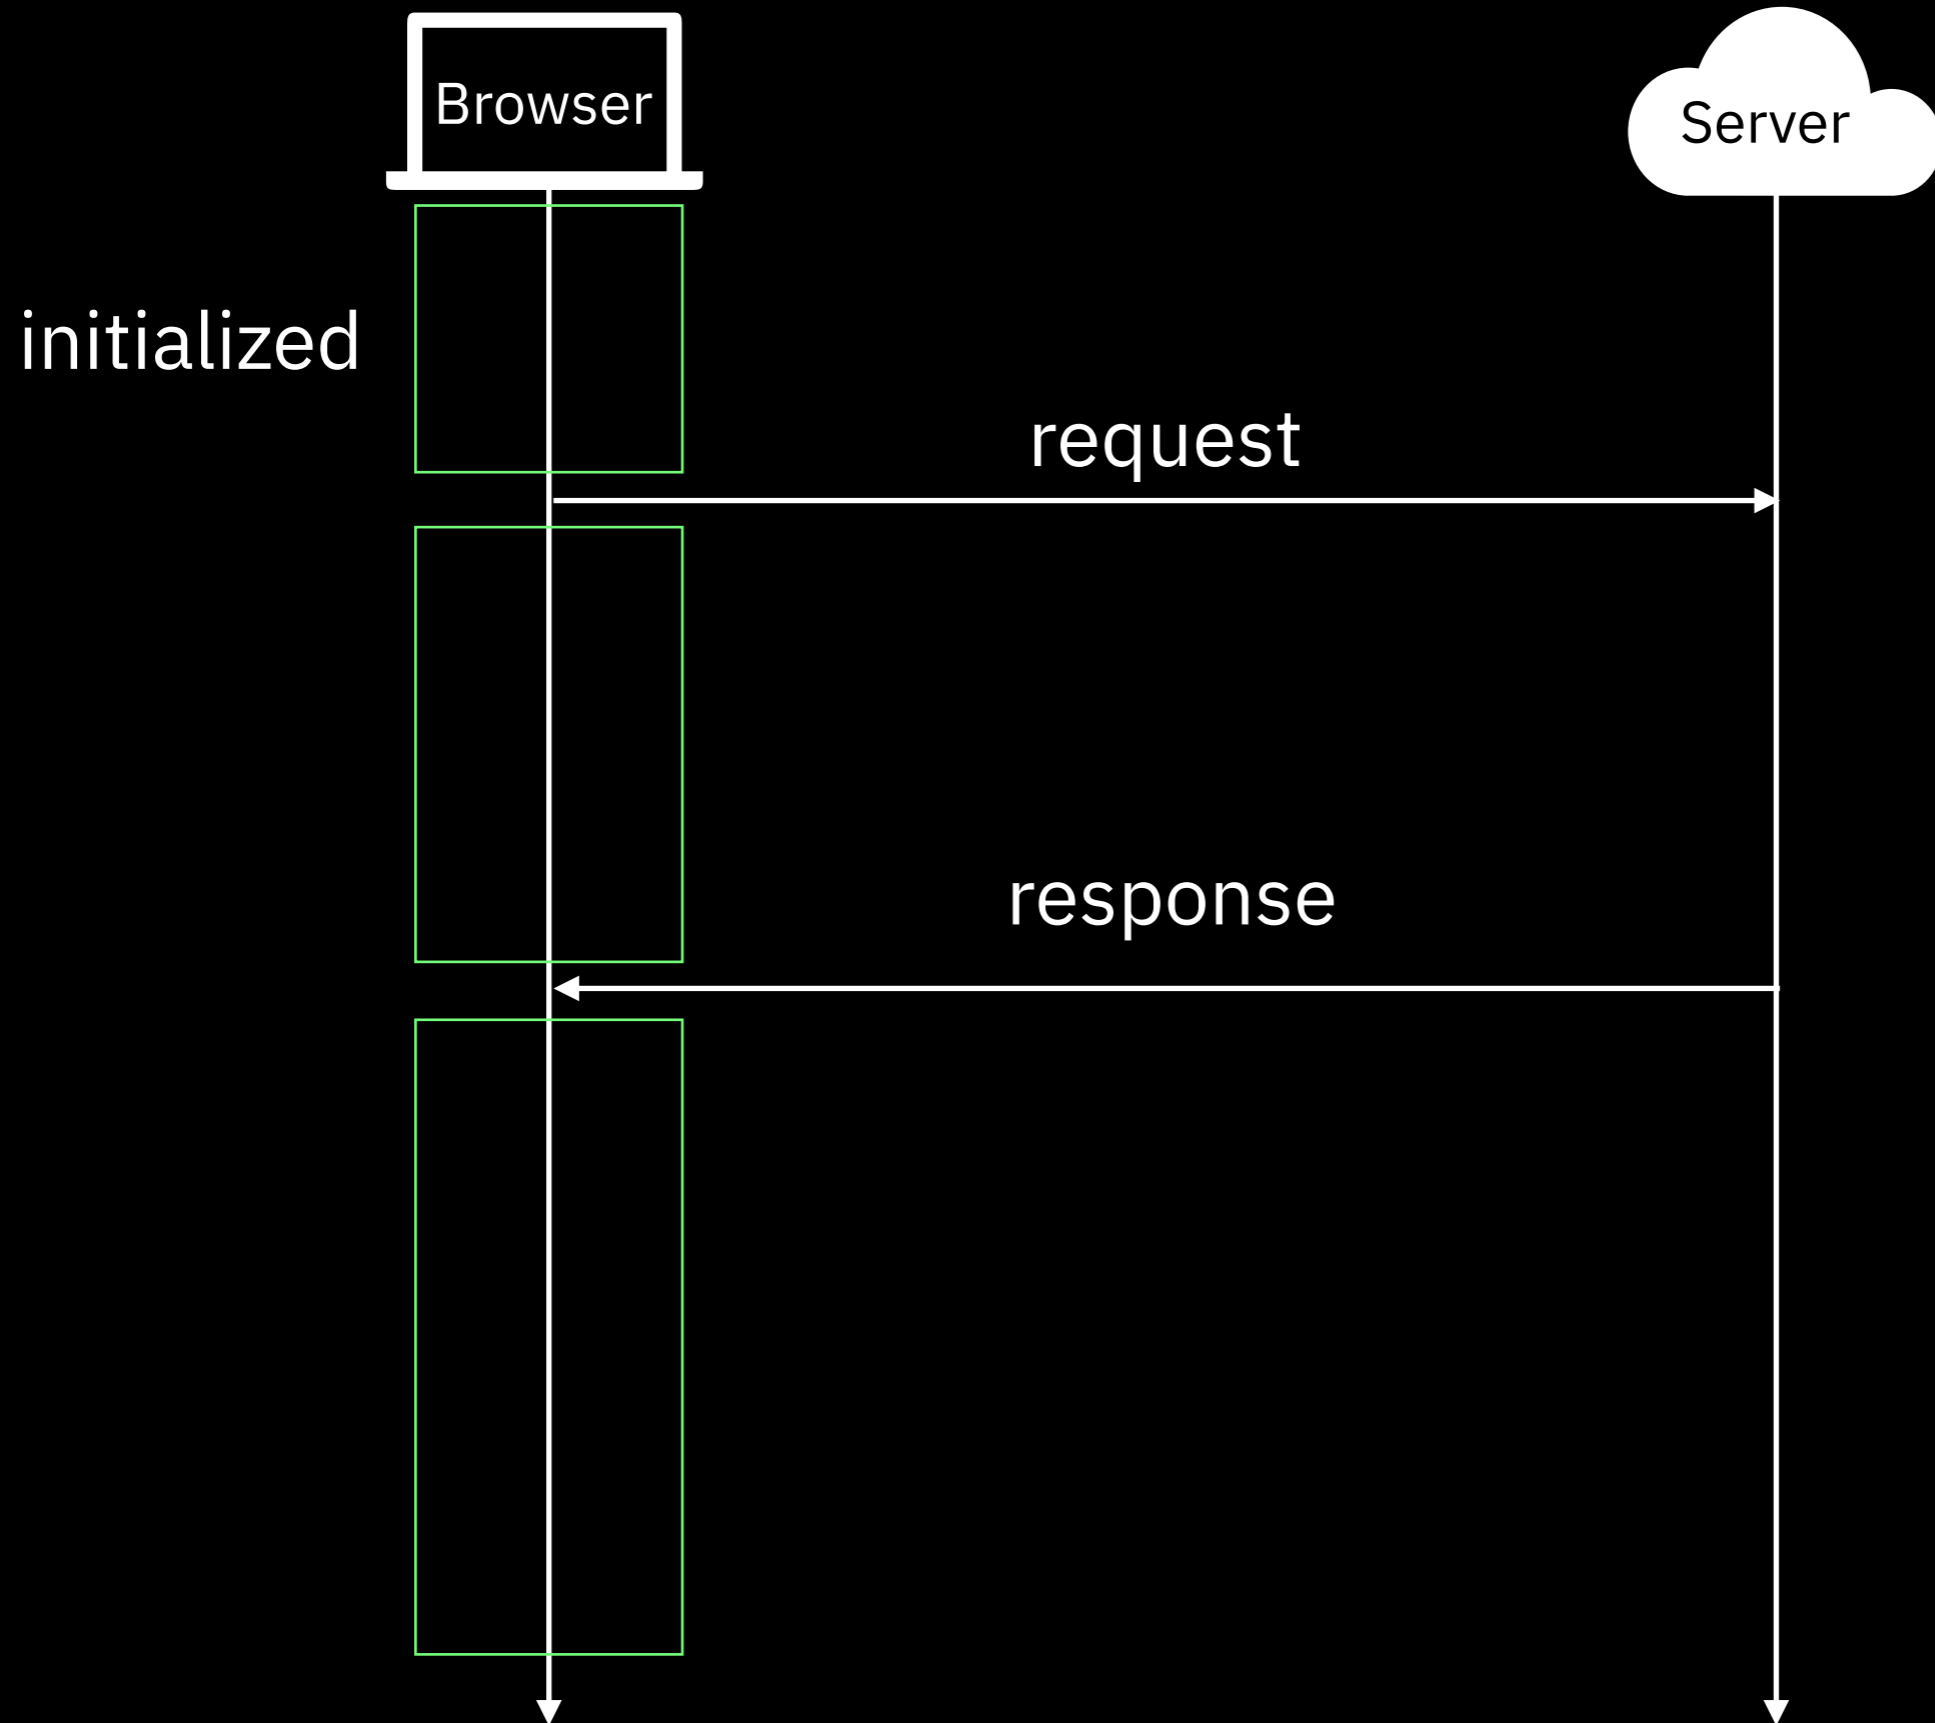 Browser
Server
initialized
request
response